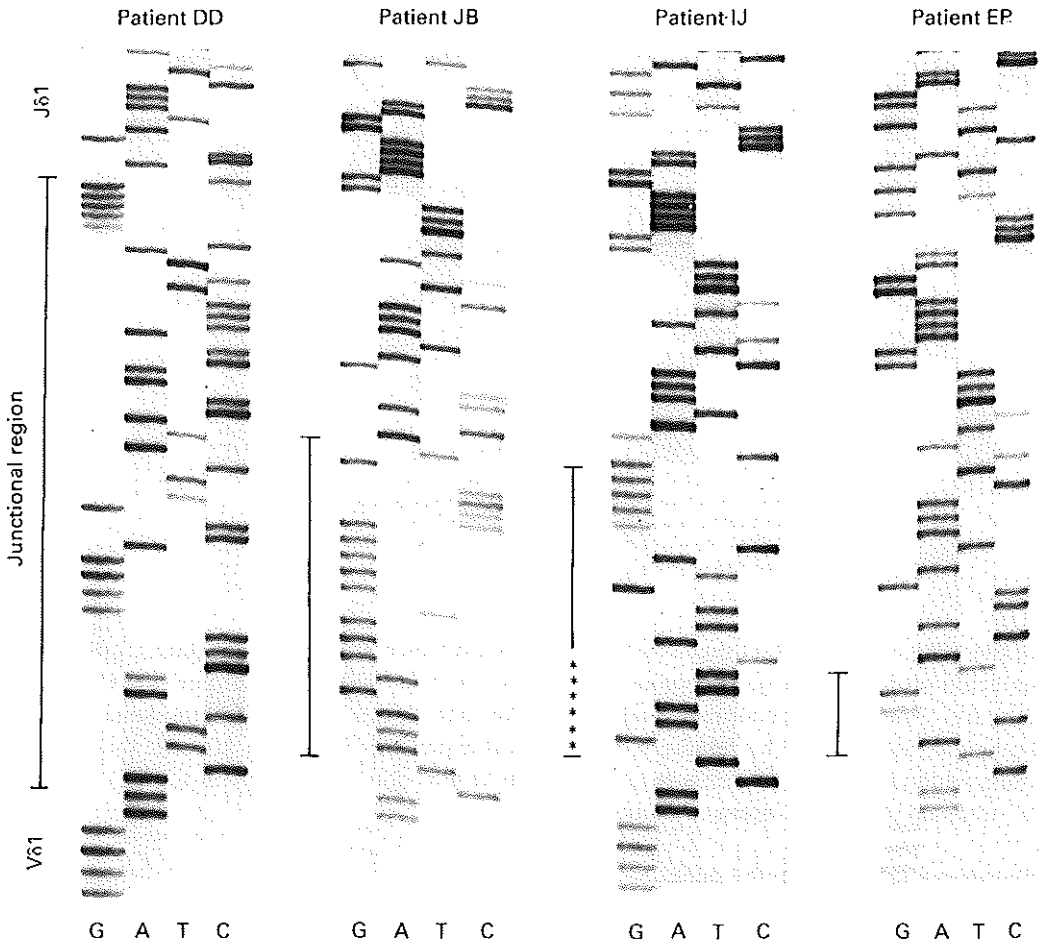 Patient DD
Patient JB
Patient IJ
Patient EP
Jδ1
Junctional region
Vδ1
*
*
*
*
*
*
G A T C
G A T C
G A T C
G A T C